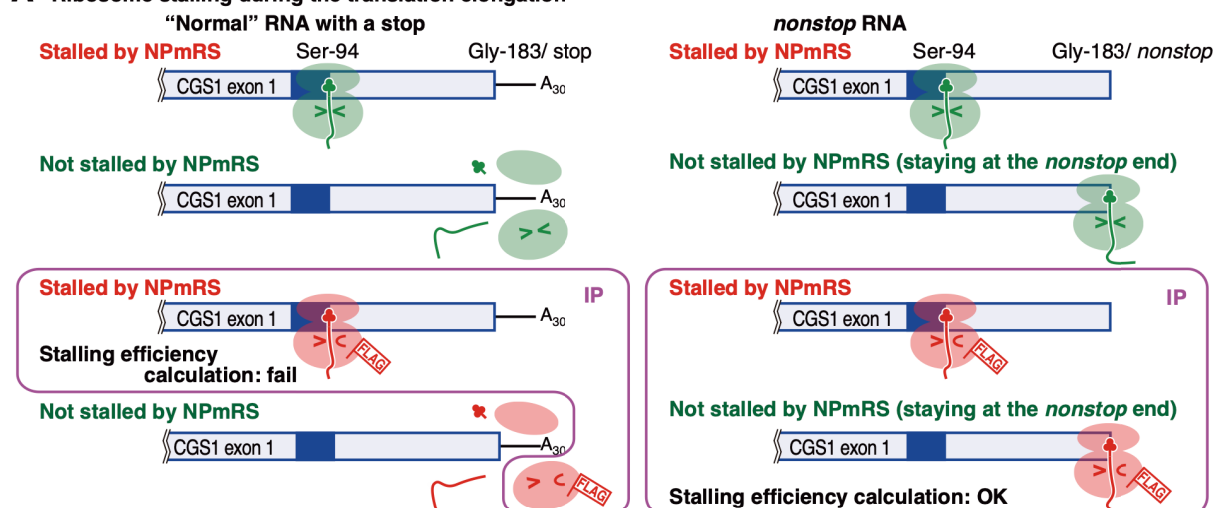 A Ribosome stalling during the translation elongation
“Normal” RNA with a stop
Stalled by NPmRS
Ser-94
Gly-183/ stop
CGS1 exon 1
A30
Not stalled by NPmRS
CGS1 exon 1
A30
Stalled by NPmRS
IP
CGS1 exon 1
A30
FLAG
Stalling efficiency
calculation: fail
Not stalled by NPmRS
CGS1 exon 1
A30
FLAG
nonstop RNA
Stalled by NPmRS
Ser-94
Gly-183/ nonstop
CGS1 exon 1
Not stalled by NPmRS (staying at the nonstop end)
CGS1 exon 1
Stalled by NPmRS
IP
CGS1 exon 1
FLAG
Not stalled by NPmRS (staying at the nonstop end)
CGS1 exon 1
FLAG
Stalling efficiency calculation: OK